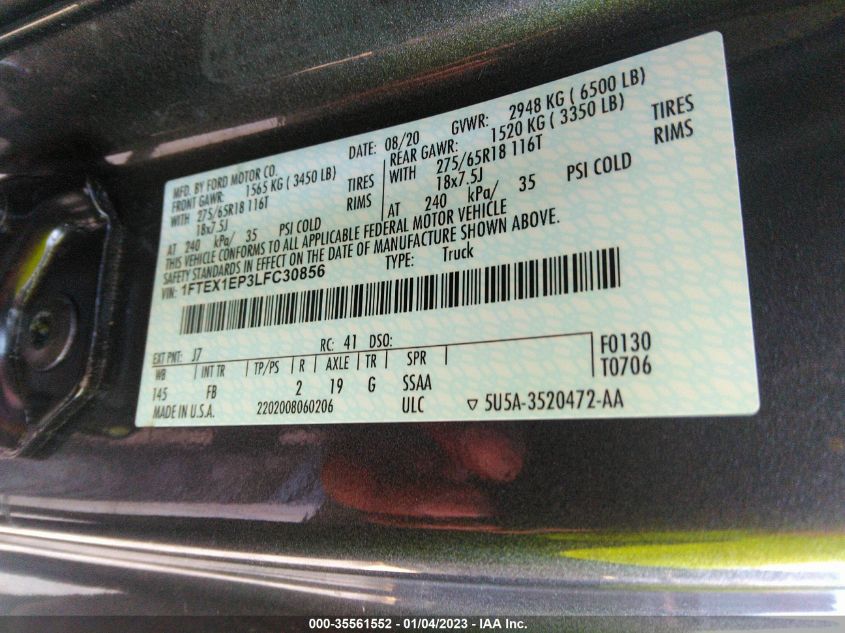 MFD. BY FORD MOTOR CO. DATE: 08/20 GVWR: 2948 KG ( 6500 LB)
FRONT GAWR: 1565 KG ( 3450 LB) REAR GAWR: 1520 KG ( 3350 LB)
WITH 275/65R18 116T TIRES WITH 275/65R18 116T TIRES
18x7.5J RIMS 18x7.5J RIMS
AT 240 kPa/ 35 PSI COLD AT 240 kPa/ 35 PSI COLD
THIS VEHICLE CONFORMS TO ALL APPLICABLE FEDERAL MOTOR VEHICLE
SAFETY STANDARDS IN EFFECT ON THE DATE OF MANUFACTURE SHOWN ABOVE.
VIN: 1FTEX1EP3LFC30856 TYPE: Truck
EXT PNT: J7 RC: 41 DSO: F0130
WB INT TR TP/PS R AXLE TR SPR T0706
145 FB 2 19 G SSAA
MADE IN U.S.A. 2202008060206 ULC ▽ 5U5A-3520472-AA
000-35561552 — 01/04/2023 — IAA Inc.